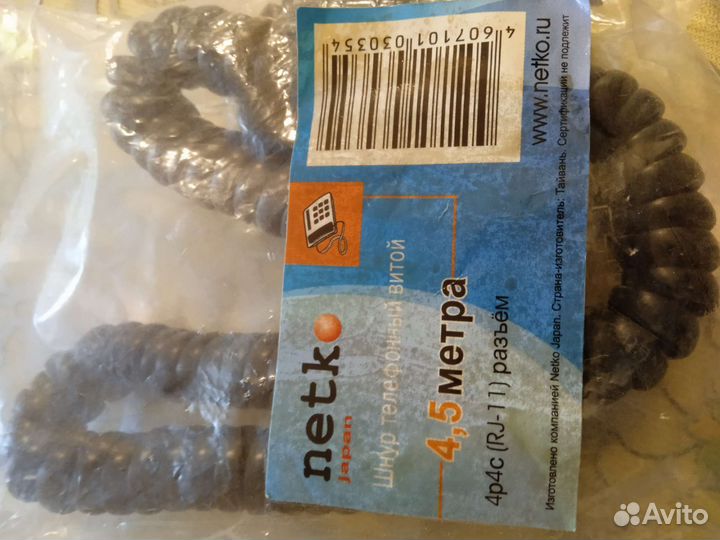 netko
Japan
Шнур телефонный витой
4,5 метра
4p4c (RJ-11) разъём
4 607101 030354
www.netko.ru
Изготовлено компанией Netko Japan. Страна-изготовитель: Тайвань. Сертификации не подлежит
Avito